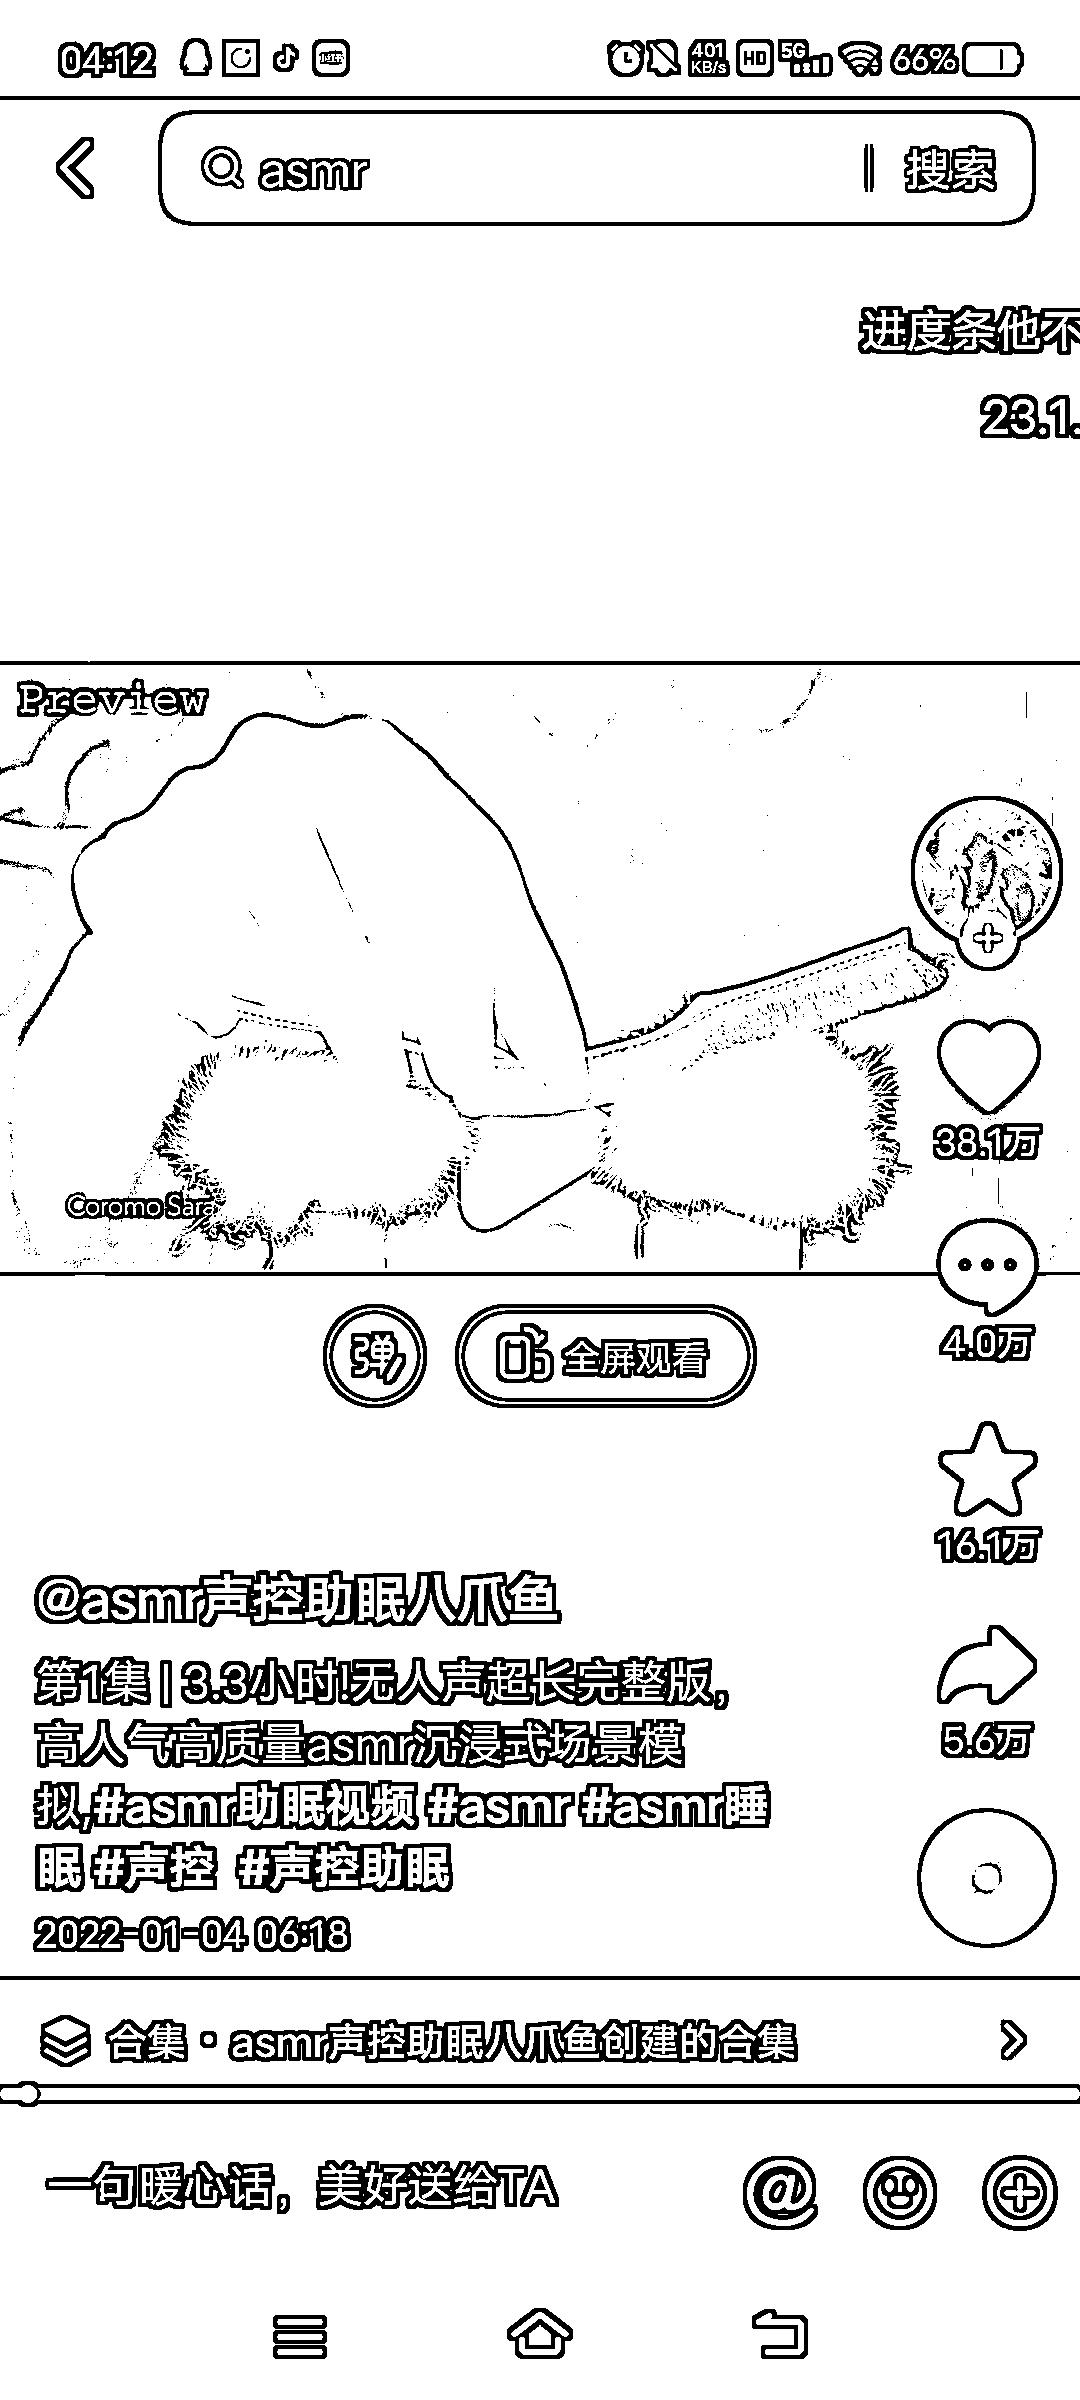 04:12 401 KB/s HD 5G 66%
asmr 搜索
进度条他不
23.1.
Preview
Coromo Sara
38.1万
4.0万
弹 全屏观看
16.1万
@asmr声控助眠八爪鱼
第1集 | 3.3小时!无人声超长完整版,
高人气高质量asmr沉浸式场景模
拟,#asmr助眠视频 #asmr #asmr睡
眠 #声控 #声控助眠
5.6万
2022-01-04 06:18
合集·asmr声控助眠八爪鱼创建的合集
一句暖心话，美好送给TA